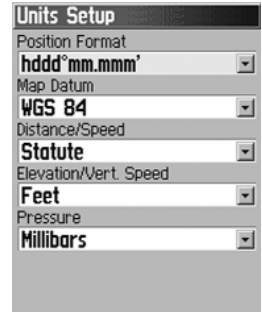 Units Setup
Position Format
hddd°mm.mmm'
Map Datum
WGS 84
Distance/Speed
Statute
Elevation/Vert. Speed
Feet
Pressure
Millibars